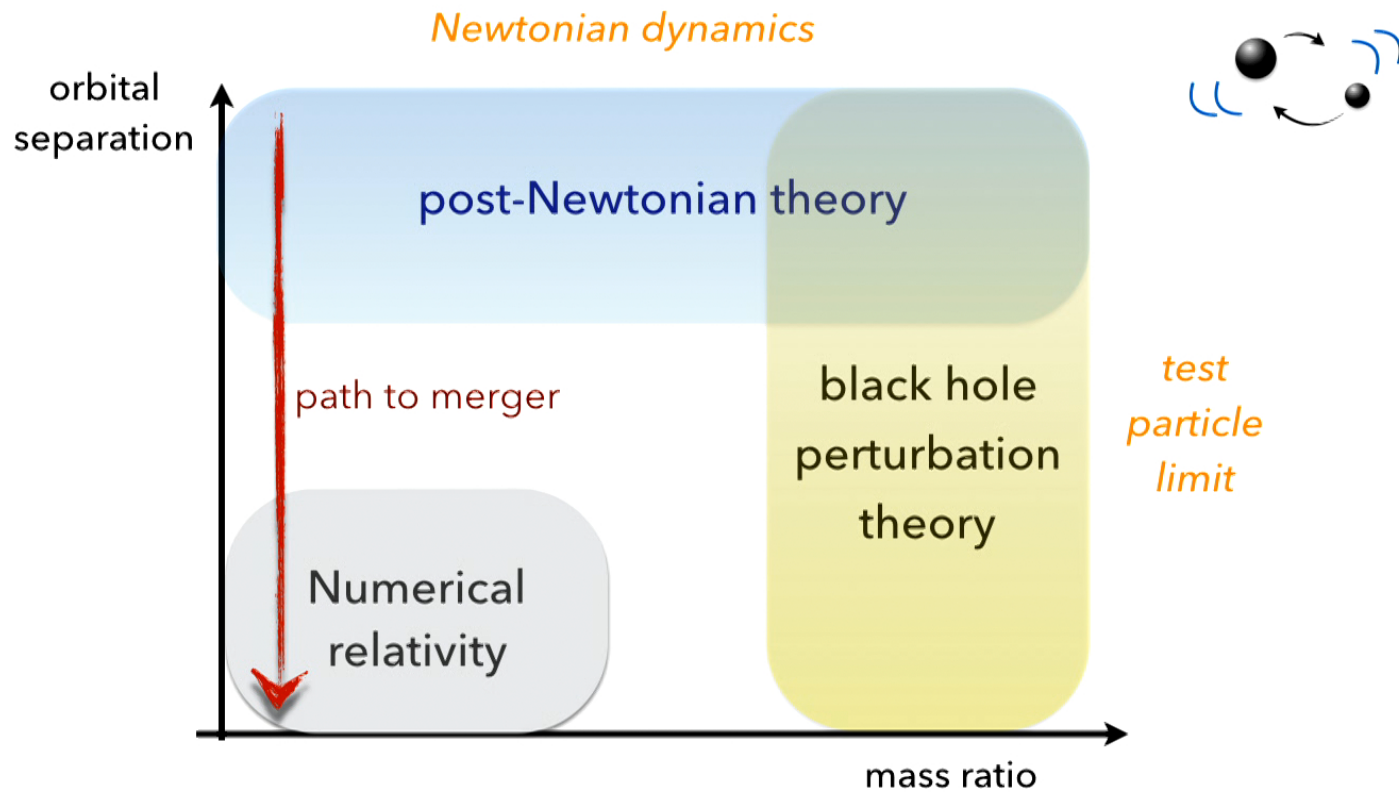 Newtonian dynamics
orbital
separation
post-Newtonian theory
path to merger
black hole
perturbation
theory
test
particle
limit
Numerical
relativity
mass ratio